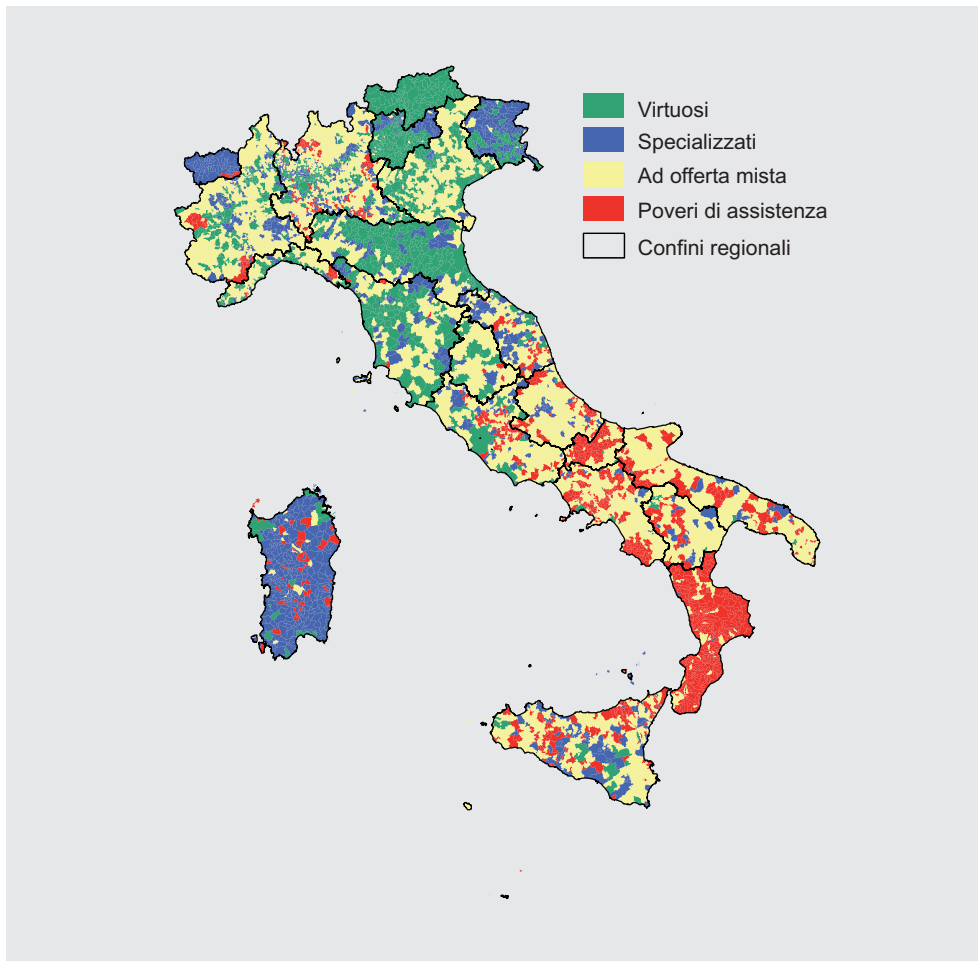 Virtuosi
Specializzati
Ad offerta mista
Poveri di assistenza
Confini regionali